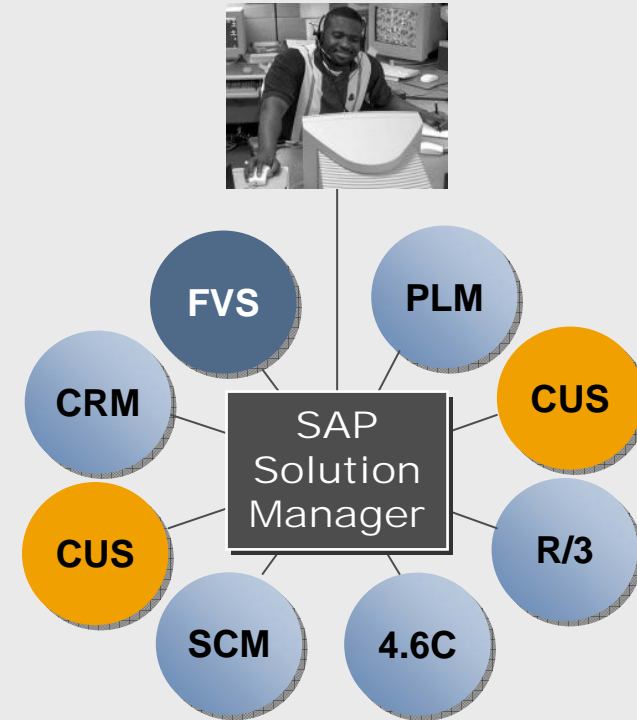 FVS
PLM
CRM
CUS
SAP
Solution
Manager
CUS
R/3
SCM
4.6C